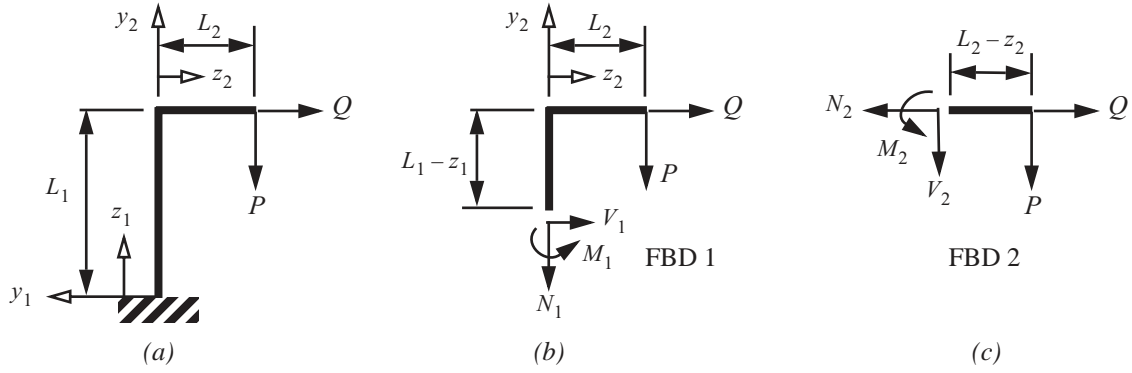 y₂
L₂
z₂
Q
L₁
P
z₁
y₁
(a)
y₂
L₂
z₂
Q
L₁ – z₁
P
V₁
M₁
FBD 1
N₁
(b)
L₂ – z₂
N₂
Q
M₂
V₂
P
FBD 2
(c)